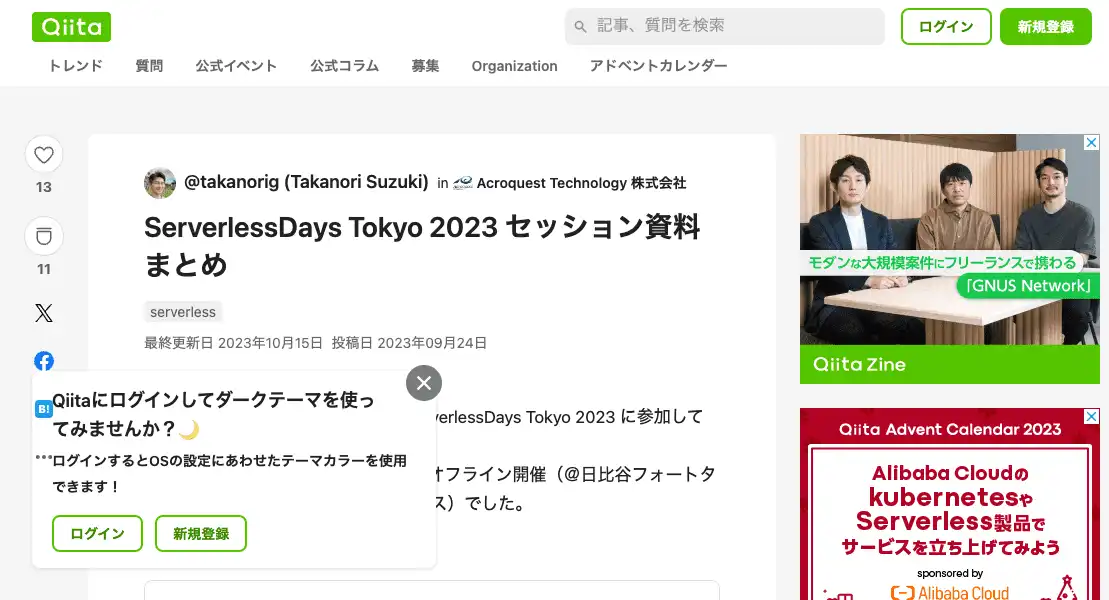 Qiita
記事、質問を検索
ログイン
新規登録
トレンド 質問 公式イベント 公式コラム 募集 Organization アドベントカレンダー
13
11
@takanorig (Takanori Suzuki) in Acroquest Technology 株式会社
ServerlessDays Tokyo 2023 セッション資料
まとめ
serverless
最終更新日 2023年10月15日 投稿日 2023年09月24日
B!
Qiitaにログインしてダークテーマを使っ
てみませんか？🌙
ログインするとOSの設定にあわせたテーマカラーを使用
できます！
ログイン
新規登録
verlessDays Tokyo 2023 に参加して
オフライン開催（@日比谷フォートタ
ス）でした。
モダンな大規模案件にフリーランスで携わる
「GNUS Network」
Qiita Zine
Qiita Advent Calendar 2023
Alibaba Cloudの
kubernetesや
Serverless製品で
サービスを立ち上げてみよう
sponsored by
Alibaba Cloud